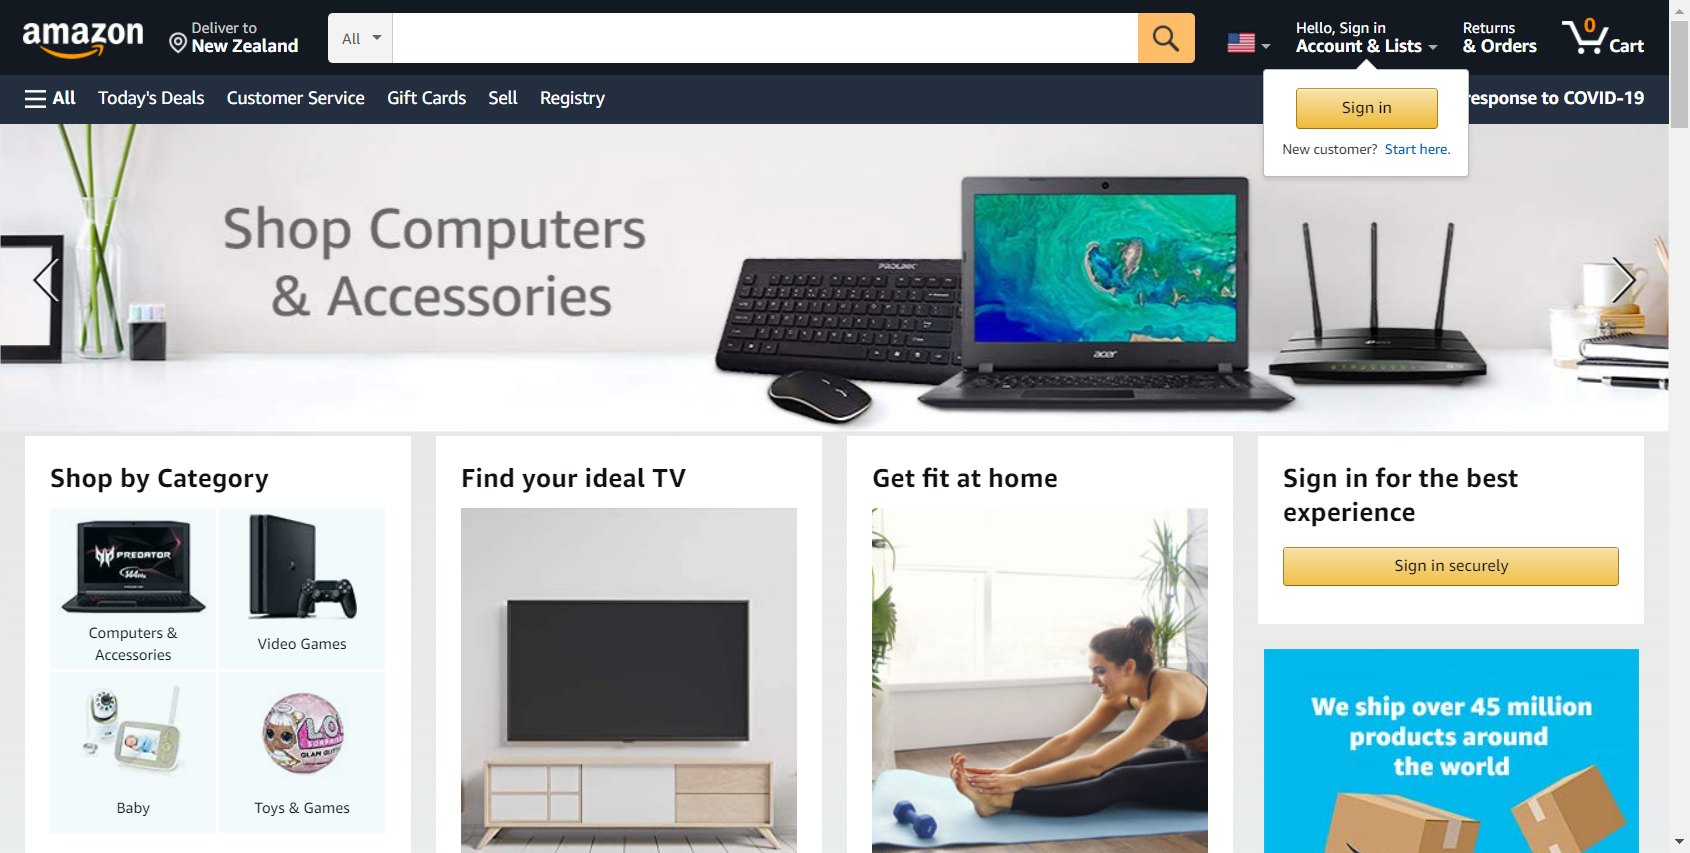 amazon
Deliver to
New Zealand
All
Hello, Sign in
Account & Lists
Returns
& Orders
0
Cart
All
Today's Deals
Customer Service
Gift Cards
Sell
Registry
response to COVID-19
Sign in
New customer? Start here.
Shop Computers
& Accessories
PROLINK
acer
Shop by Category
PREDATOR
144Hz
Computers &
Accessories
Video Games
Baby
Toys & Games
Find your ideal TV
Get fit at home
Sign in for the best
experience
Sign in securely
We ship over 45 million
products around
the world